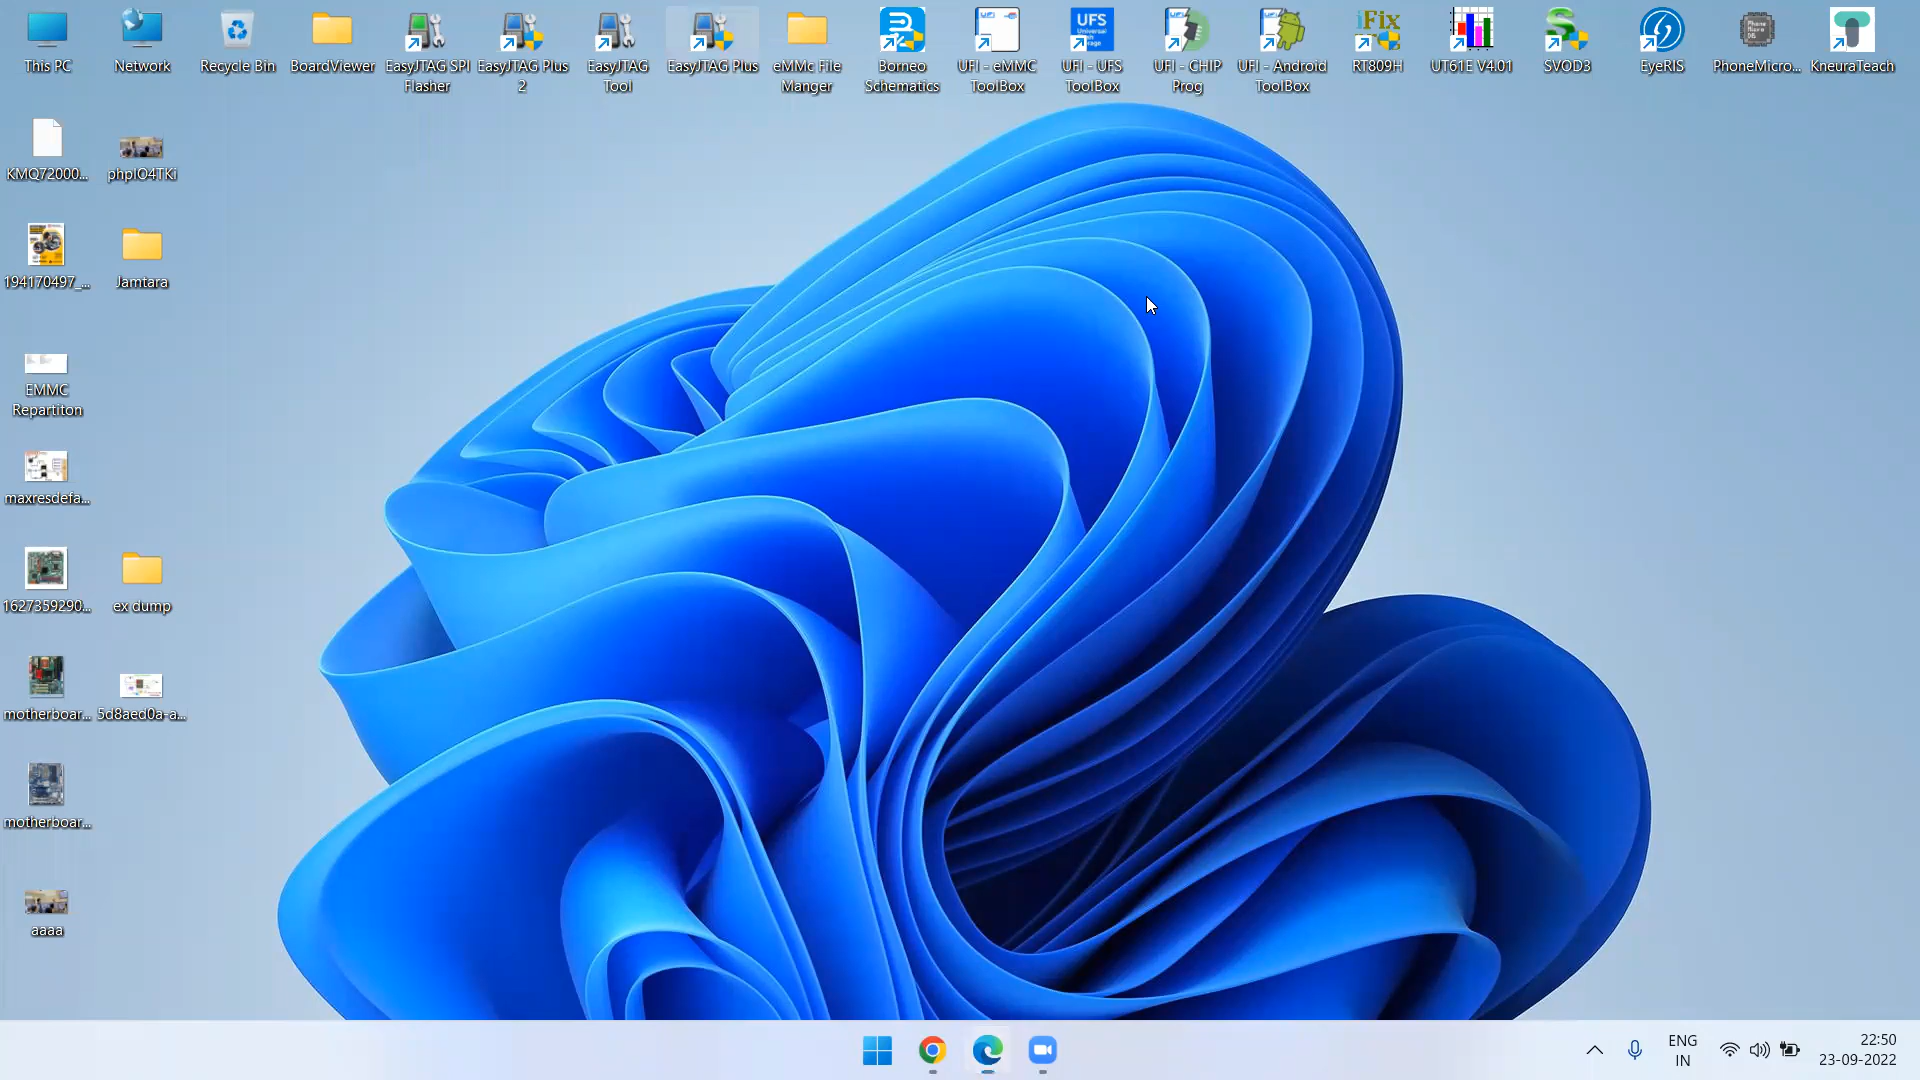 This PC
Network
Recycle Bin
BoardViewer
EasyJTAG SPI
Flasher
EasyJTAG Plus
2
EasyJTAG
Tool
EasyJTAG Plus
eMMc File
Manger
Borneo
Schematics
UFI - eMMC
ToolBox
UFS
UFI - UFS
ToolBox
UFI - CHIP
Prog
UFI - Android
ToolBox
iFix
RT809H
UT61E V4.01
SVOD3
EyeRIS
PhoneMicro...
KneuraTeach
KMQ72000...
phpIO4TKi
194170497_...
Jamtara
EMMC
Repartiton
maxresdefa...
1627359290...
ex dump
motherboar...
5d8aed0a-a...
motherboar...
aaaa
ENG
IN
22:50
23-09-2022